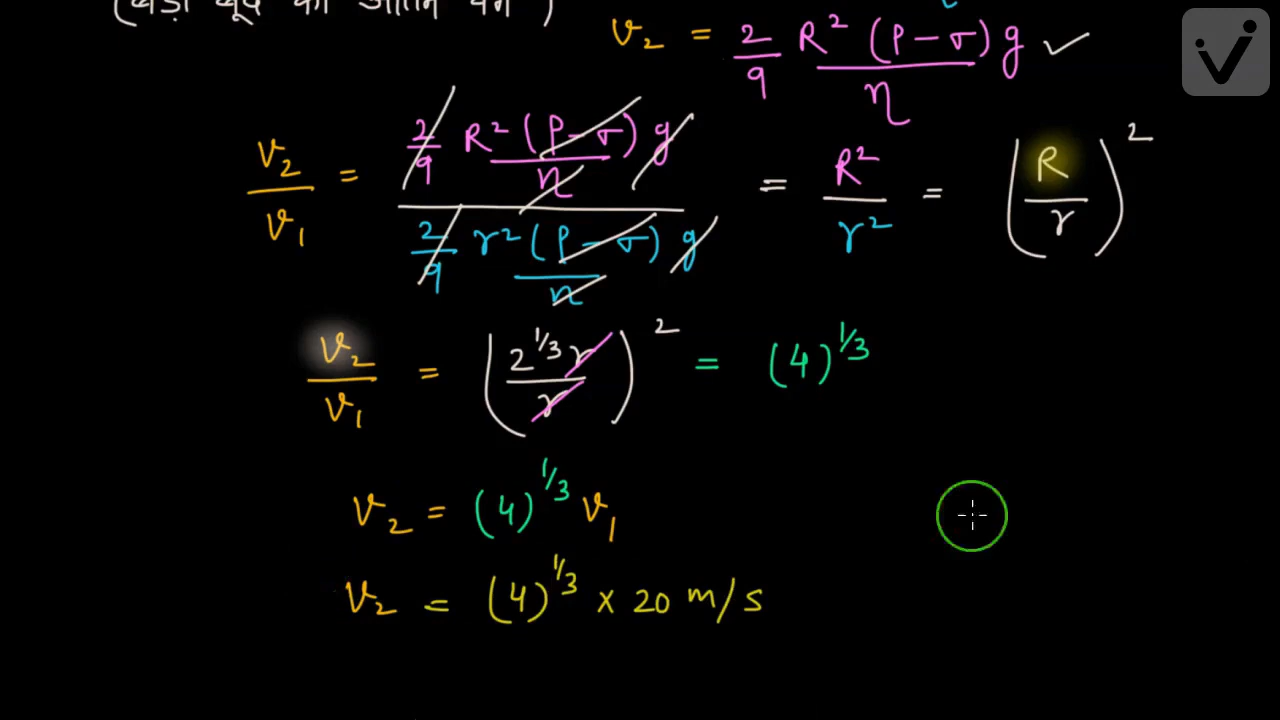 (बड़ी बूंद का अंतिम वेग)
v₂ = 2/9 R² (ρ-σ) g / η ✓
v₂/v₁ = (2/9 R² (ρ-σ) g / η) / (2/9 r² (ρ-σ) g / η) = R²/r² = (R/r)²
v₂/v₁ = (2^1/3 r / r)² = (4)^1/3
v₂ = (4)^1/3 v₁
v₂ = (4)^1/3 × 20 m/s